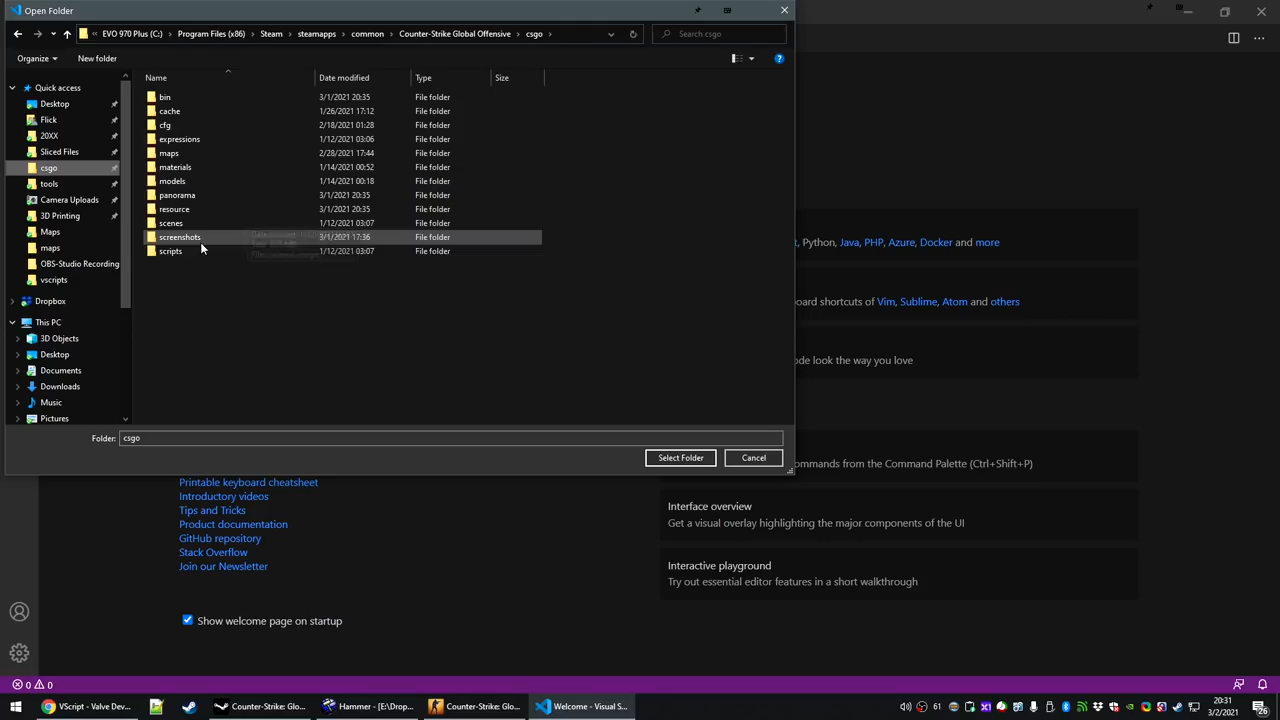 Open Folder
« EVO 970 Plus (C:) › Program Files (x86) › Steam › steamapps › common › Counter-Strike Global Offensive › csgo ›
Search csgo
Organize
New folder
Name
Date modified
Type
Size
Quick access
Desktop
Flick
20XX
Sliced Files
csgo
tools
Camera Uploads
3D Printing
Maps
maps
OBS-Studio Recording
vscripts
Dropbox
This PC
3D Objects
Desktop
Documents
Downloads
Music
Pictures
bin 3/1/2021 20:35 File folder
cache 1/26/2021 17:12 File folder
cfg 2/18/2021 01:28 File folder
expressions 1/12/2021 03:06 File folder
maps 2/28/2021 17:44 File folder
materials 1/14/2021 00:52 File folder
models 1/14/2021 00:18 File folder
panorama 3/1/2021 20:35 File folder
resource 3/1/2021 20:35 File folder
scenes 1/12/2021 03:07 File folder
screenshots 3/1/2021 17:36 File folder
scripts 1/12/2021 03:07 File folder
Folder: csgo
Select Folder
Cancel
t, Python, Java, PHP, Azure, Docker and more
oard shortcuts of Vim, Sublime, Atom and others
ode look the way you love
ommands from the Command Palette (Ctrl+Shift+P)
Printable keyboard cheatsheet
Introductory videos
Tips and Tricks
Product documentation
GitHub repository
Stack Overflow
Join our Newsletter
Interface overview
Get a visual overlay highlighting the major components of the UI
Interactive playground
Try out essential editor features in a short walkthrough
Show welcome page on startup
0 0
VScript - Valve Dev...
Counter-Strike: Glo...
Hammer - [E:\Drop...
Counter-Strike: Glo...
Welcome - Visual S...
61
20:31
3/2/2021
26